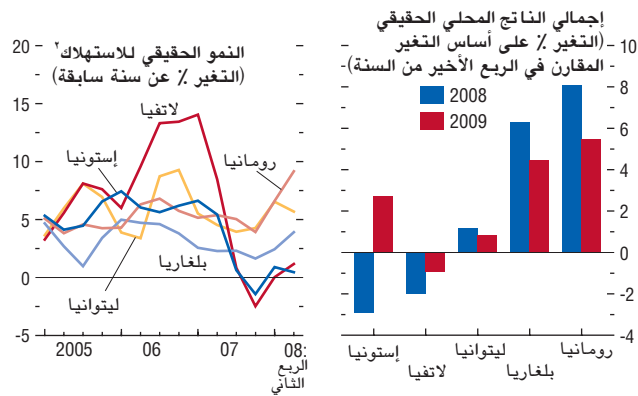 إجمالي الناتج المحلي الحقيقي
(التغير ٪ على أساس التغير
المقارن في الربع الأخير من السنة)
2008
2009
10
8
6
4
2
0
-2
-4
إستونيا
لاتفيا
ليتوانيا
بلغاريا
رومانيا
النمو الحقيقي للاستهلاك٢
(التغير ٪ عن سنة سابقة)
20
15
10
5
0
-5
لاتفيا
إستونيا
رومانيا
بلغاريا
ليتوانيا
2005
06
07
08:
الربع
الثاني